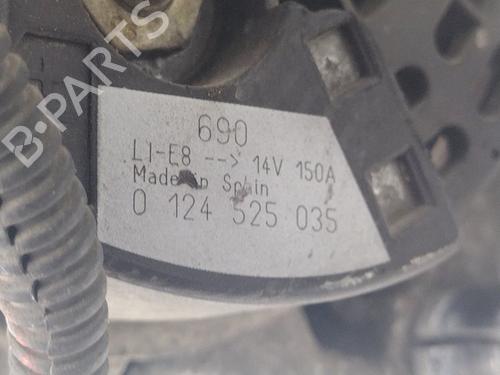 B-PARTS
690
LI-E8 --> 14V 150A
Made in Spain
0 124 525 035